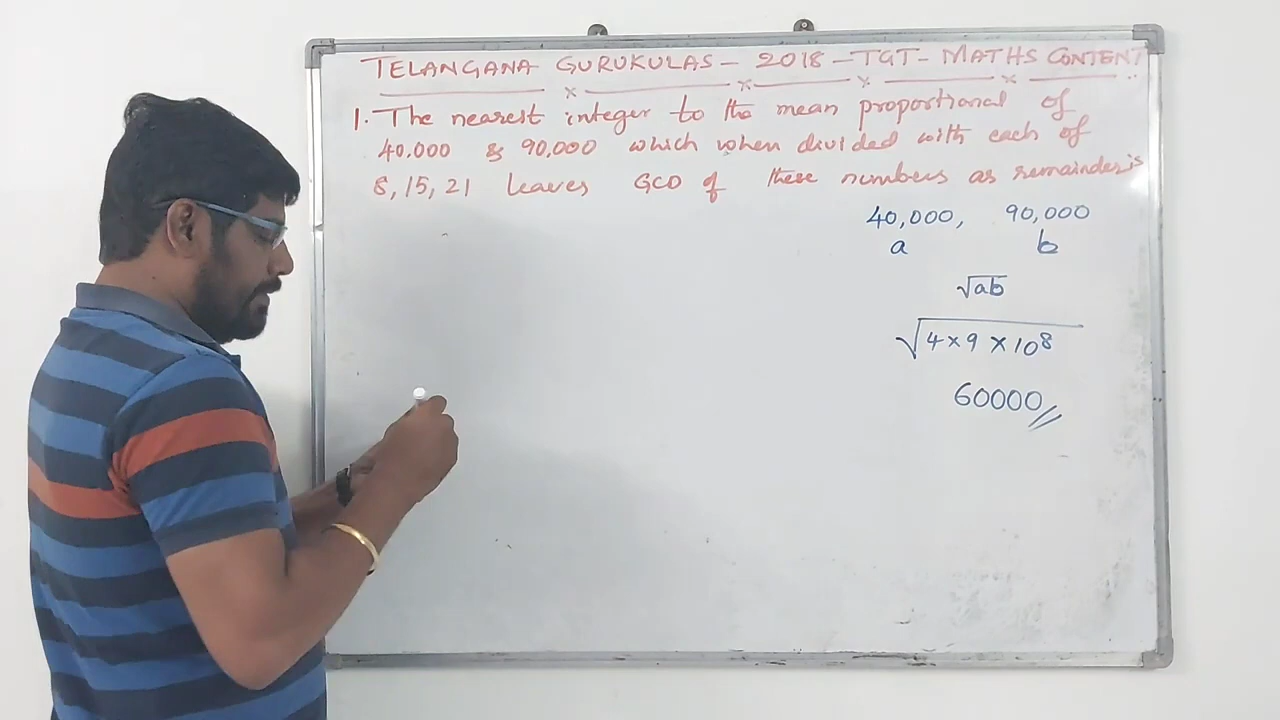 TELANGANA GURUKULAS - 2018 - TGT - MATHS CONTENT
1. The nearest integer to the mean proportional of
40,000 & 90,000 which when divided with each of
8, 15, 21 leaves GCD of these numbers as remainder is
40,000, 90,000
a b
√ab
√4×9×10⁸
60000//